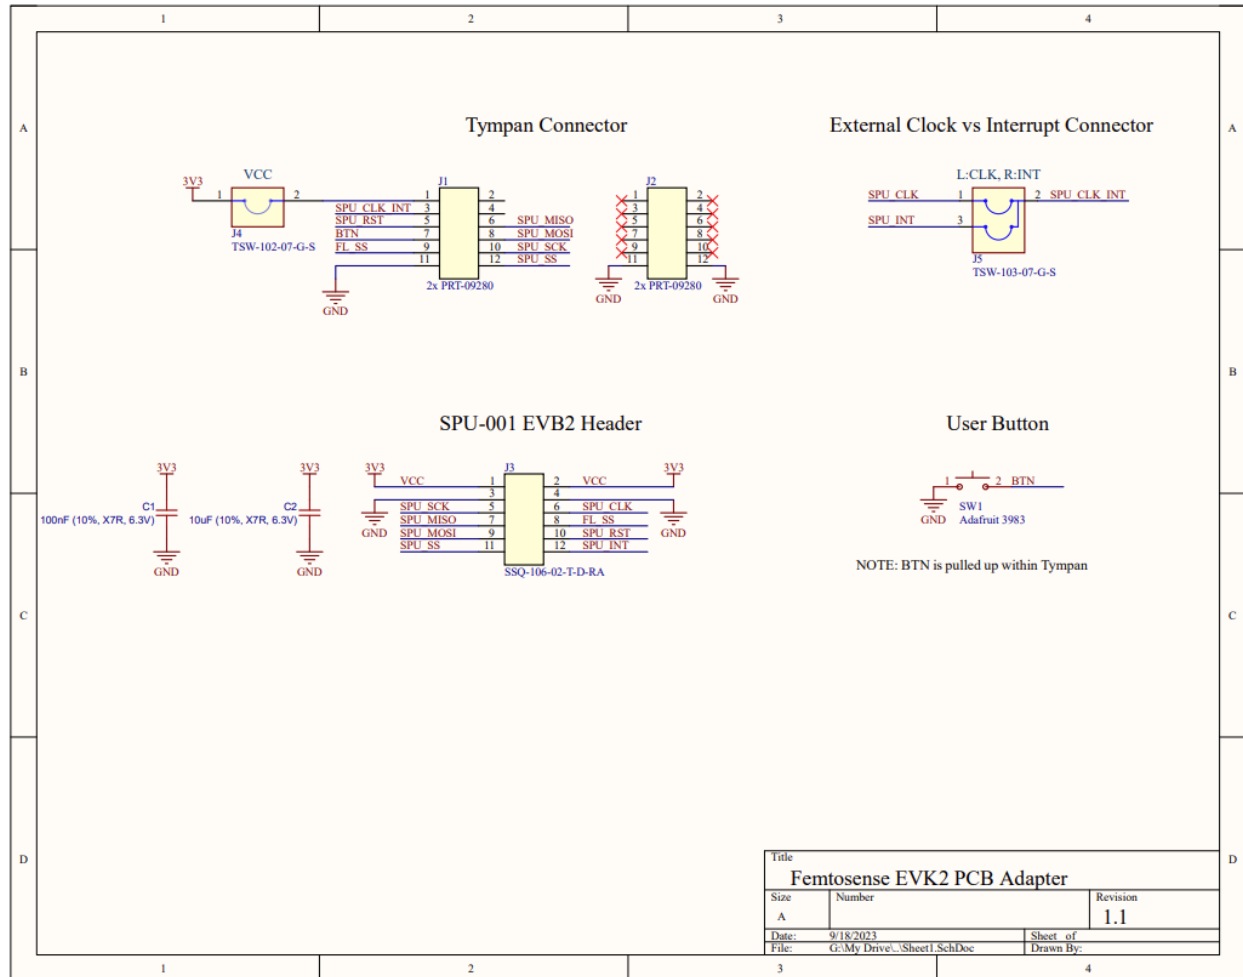 1 2 3 4
A A
Tympan Connector
External Clock vs Interrupt Connector
3V3 VCC
1 2
J4
TSW-102-07-G-S
J1
1 2
SPU_CLK_INT 3 4
SPU_RST 5 6 SPU_MISO
BTN 7 8 SPU_MOSI
FL_SS 9 10 SPU_SCK
11 12 SPU_SS
2x PRT-09280
GND
J2
1 2
3 4
5 6
7 8
9 10
11 12
2x PRT-09280
GND GND
L:CLK, R:INT
SPU_CLK 1 2 SPU_CLK_INT
SPU_INT 3
J5
TSW-103-07-G-S
B B
SPU-001 EVB2 Header
User Button
3V3
C1
100nF (10%, X7R, 6.3V)
GND
3V3
C2
10uF (10%, X7R, 6.3V)
GND
3V3 J3 3V3
VCC 1 2 VCC
3 4
SPU_SCK 5 6 SPU_CLK
SPU_MISO 7 8 FL_SS
SPU_MOSI 9 10 SPU_RST
SPU_SS 11 12 SPU_INT
GND GND
SSQ-106-02-T-D-RA
1 2 BTN
GND
SW1
Adafruit 3983
NOTE: BTN is pulled up within Tympan
C C
D D
Title
Femtosense EVK2 PCB Adapter
Size Number Revision
A 1.1
Date: 9/18/2023 Sheet of
File: G:\My Drive\..\Sheet1.SchDoc Drawn By:
1 2 3 4